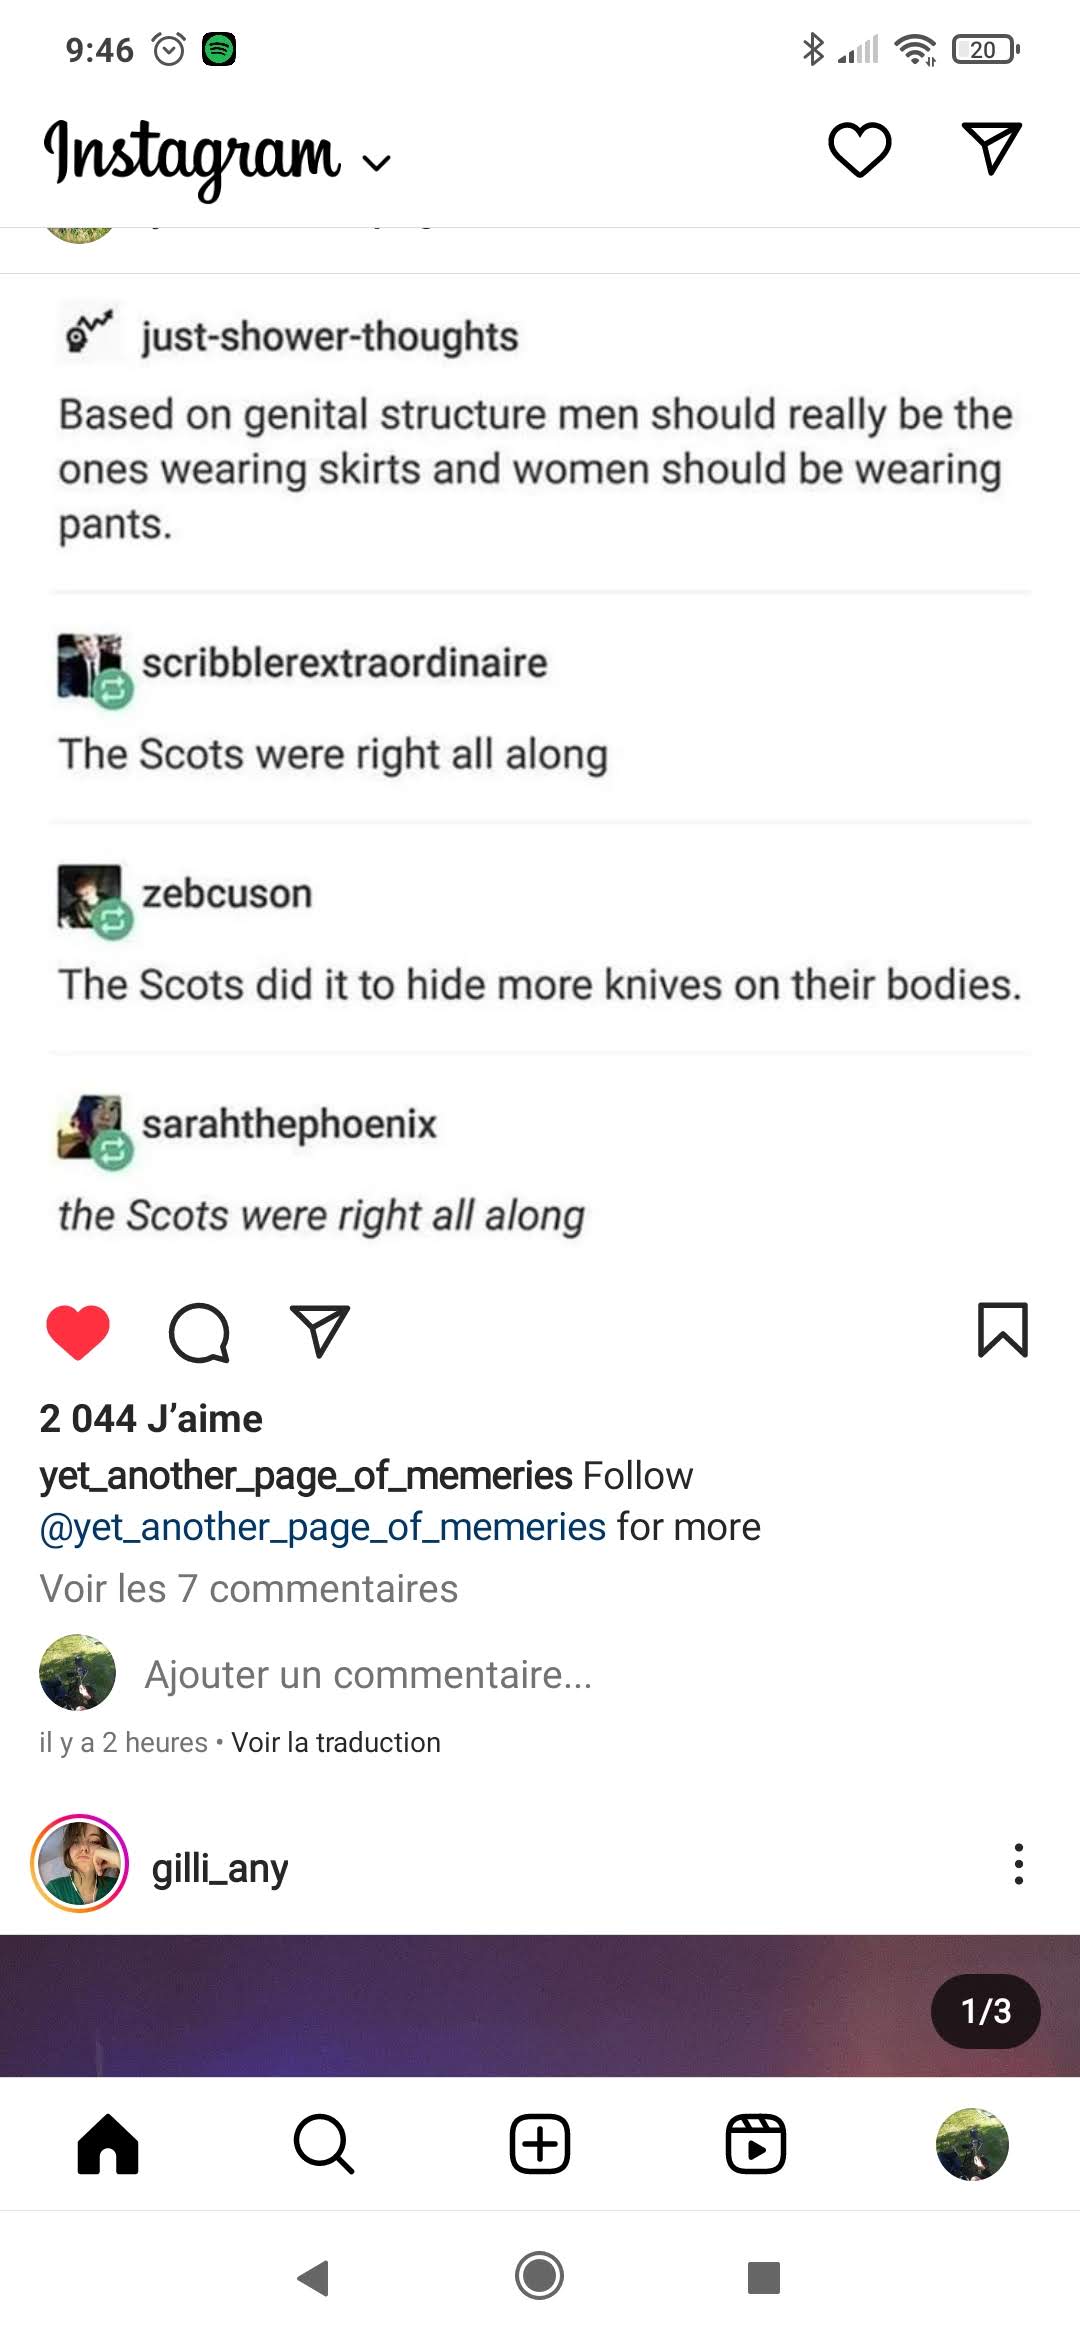 9:46
20
Instagram
just-shower-thoughts
Based on genital structure men should really be the
ones wearing skirts and women should be wearing
pants.
scribblerextraordinaire
The Scots were right all along
zebcuson
The Scots did it to hide more knives on their bodies.
sarahthephoenix
the Scots were right all along
2 044 J’aime
yet_another_page_of_memeries Follow
@yet_another_page_of_memeries for more
Voir les 7 commentaires
Ajouter un commentaire...
il y a 2 heures • Voir la traduction
gilli_any
1/3